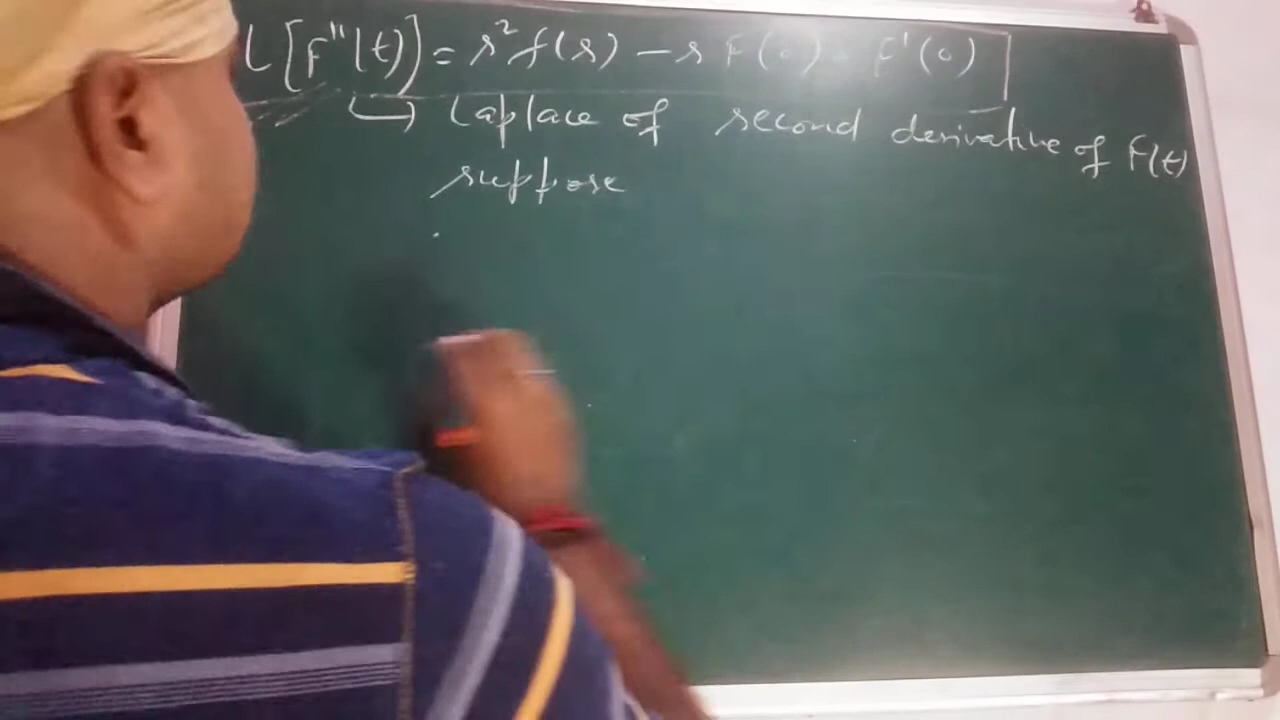 L[F"(t)] = s²f(s) - s F(0) - F'(0)
Laplace of second derivative of F(t)
suppose